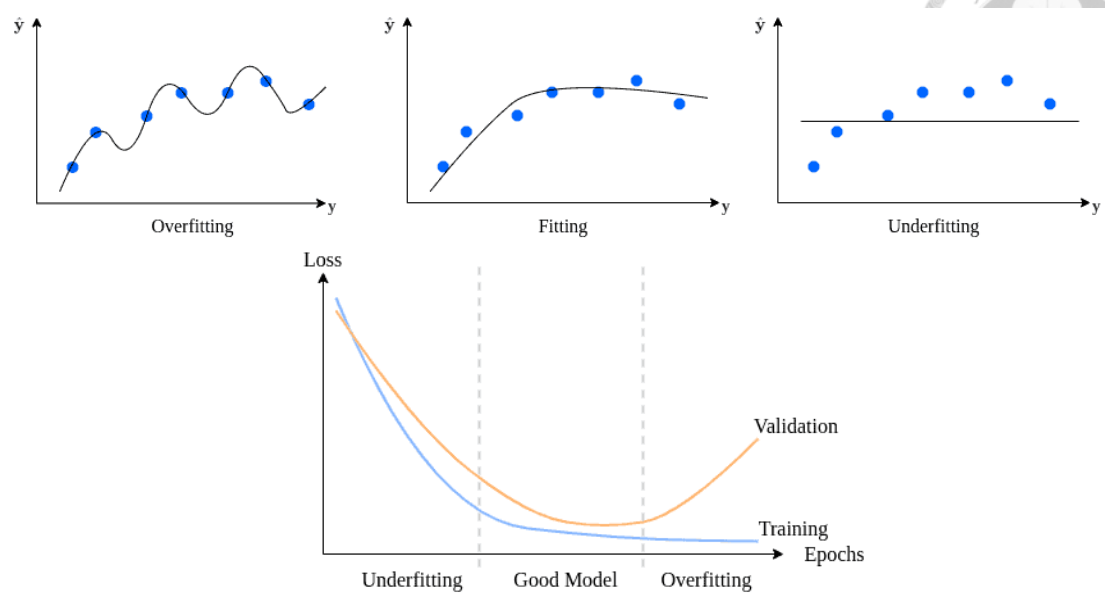 ŷ
y
Overfitting
ŷ
y
Fitting
ŷ
y
Underfitting
Loss
Validation
Training
Epochs
Underfitting
Good Model
Overfitting